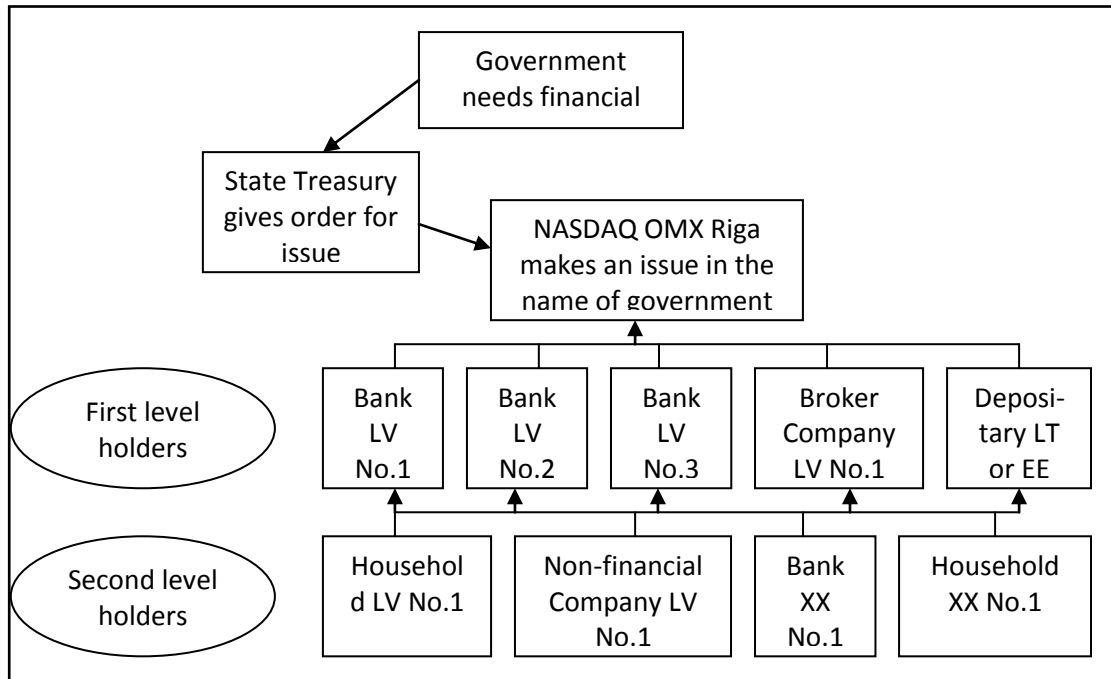 Government
needs financial
State Treasury
gives order for
issue
NASDAQ OMX Riga
makes an issue in the
name of government
First level
holders
Bank
LV
No.1
Bank
LV
No.2
Bank
LV
No.3
Broker
Company
LV No.1
Deposi-
tary LT
or EE
Second level
holders
Househol
d LV No.1
Non-financial
Company LV
No.1
Bank
XX
No.1
Household
XX No.1